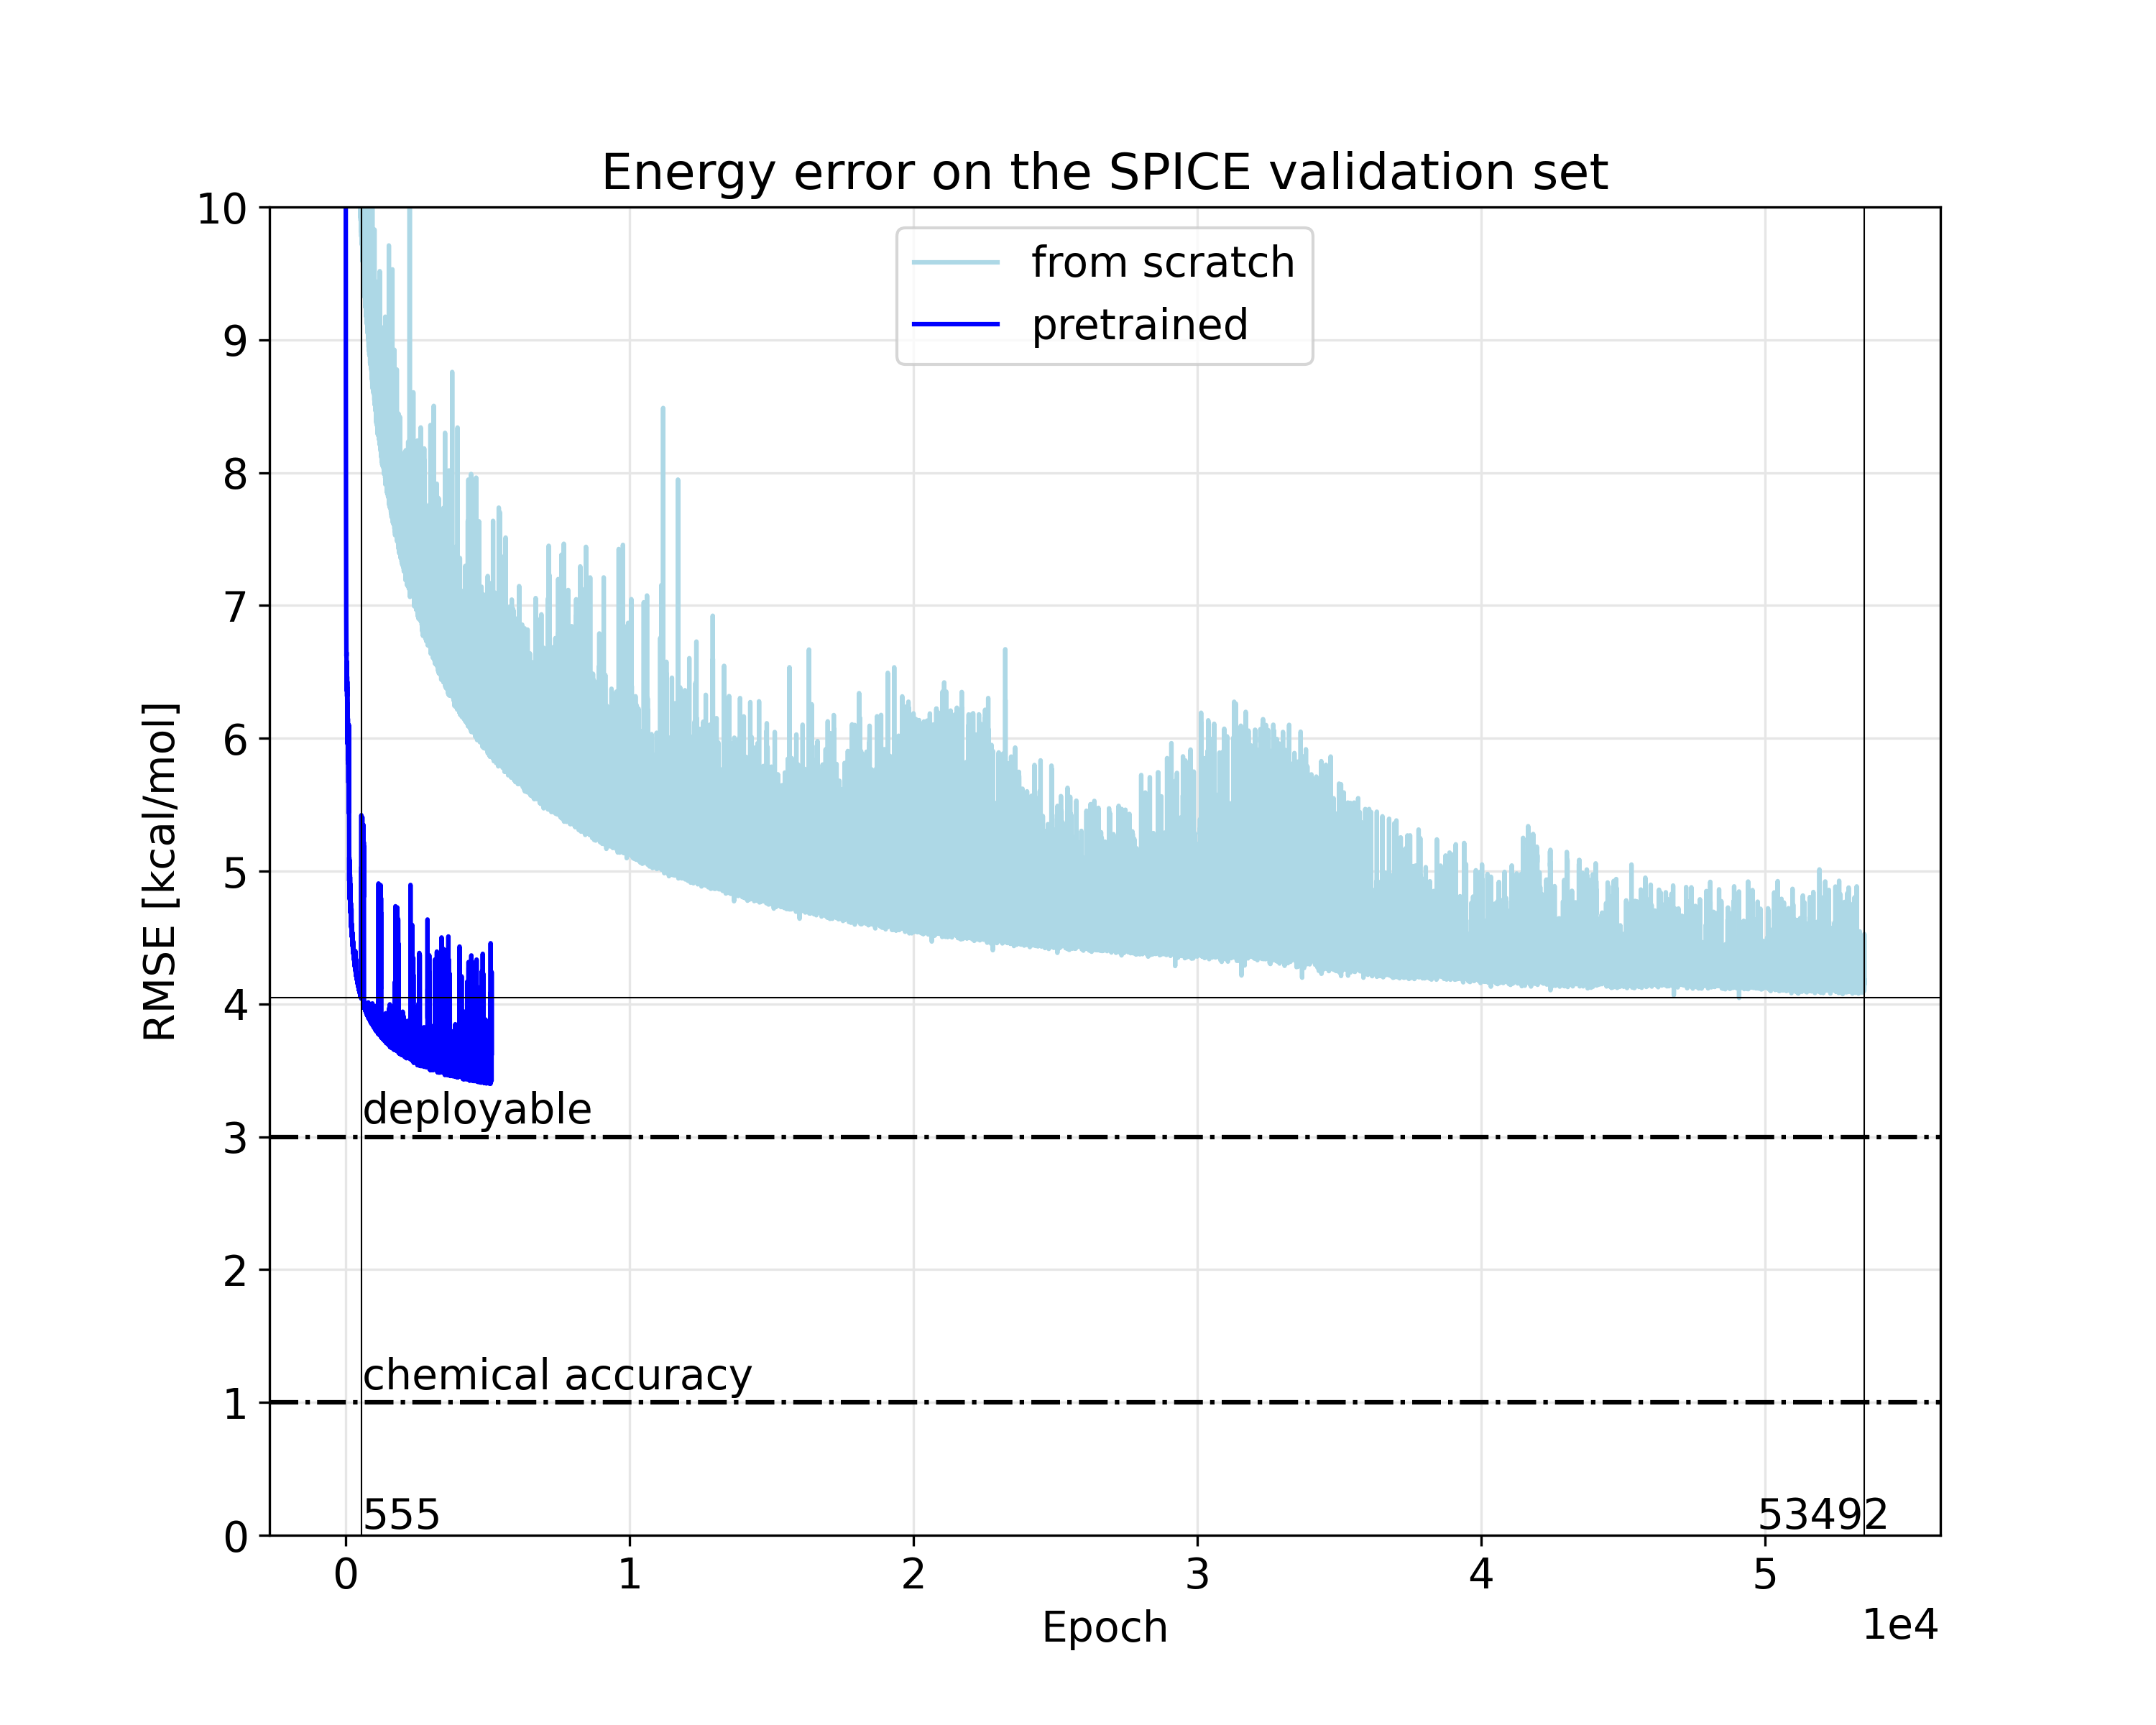 Energy error on the SPICE validation set
from scratch
pretrained
10
9
8
7
6
5
4
3
2
1
0
RMSE [kcal/mol]
deployable
chemical accuracy
555
53492
0 1 2 3 4 5
Epoch
1e4